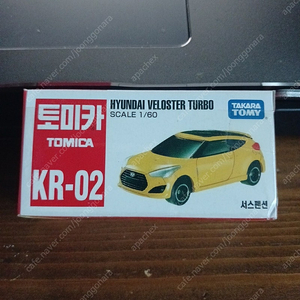 토미카
TOMICA
KR-02
HYUNDAI VELOSTER TURBO
SCALE 1/60
TAKARA
TOMY
서스펜션